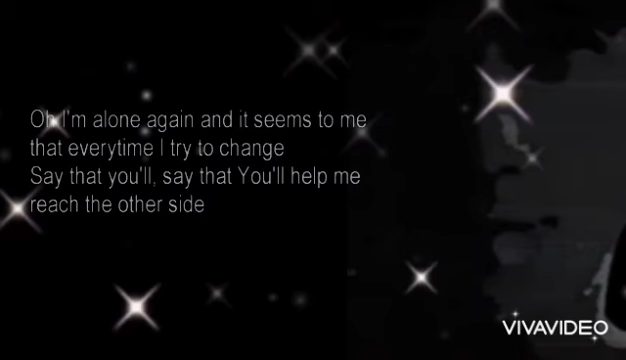 Oh I'm alone again and it seems to me
that everytime I try to change
Say that you'll, say that You'll help me
reach the other side
VIVAVIDEO